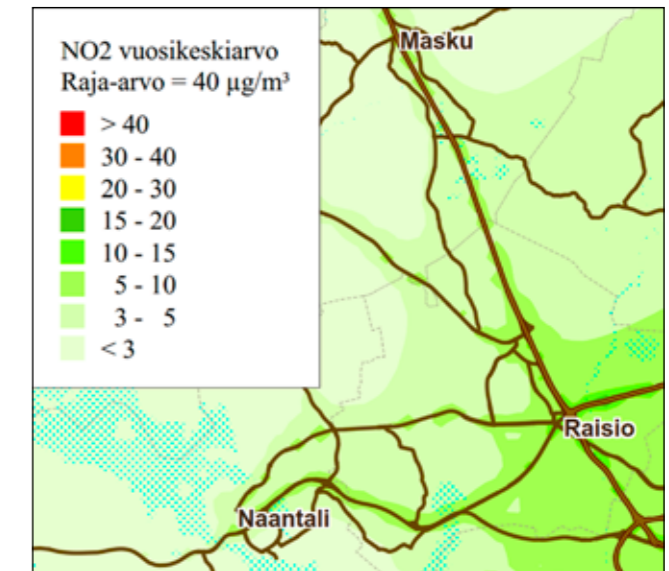 NO2 vuosikeskiarvo
Raja-arvo = 40 µg/m³
> 40
30 - 40
20 - 30
15 - 20
10 - 15
5 - 10
3 - 5
< 3
Masku
Raisio
Naantali